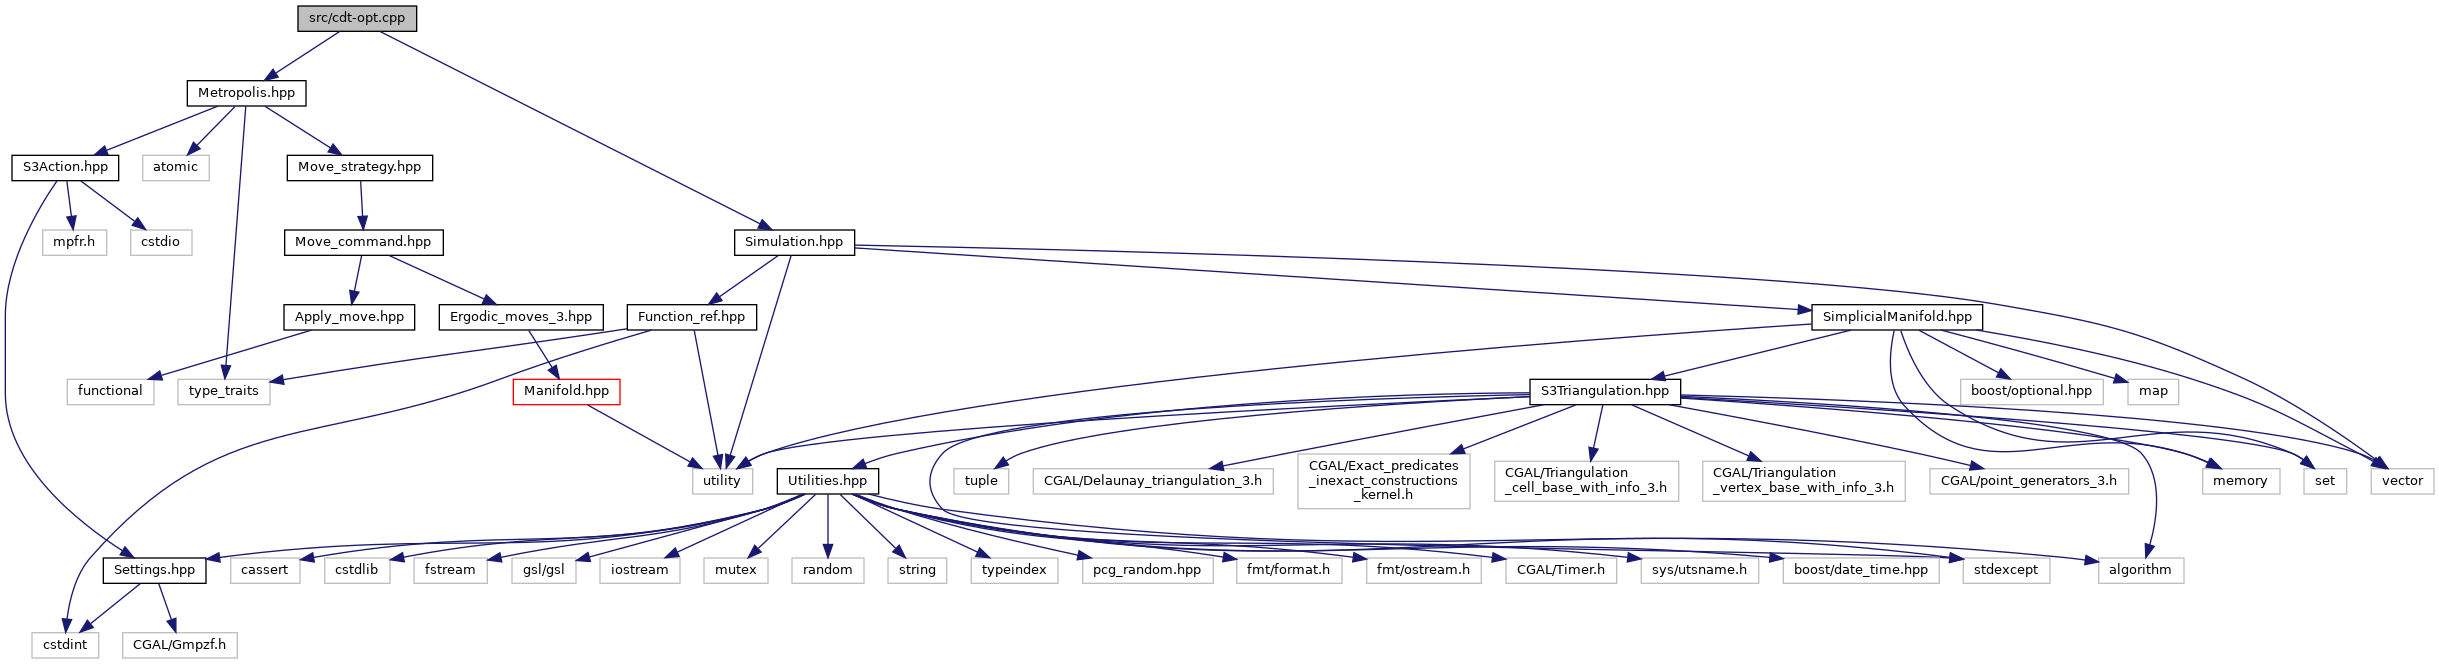 src/cdt-opt.cpp
Metropolis.hpp
S3Action.hpp
atomic
Move_strategy.hpp
mpfr.h
cstdio
Move_command.hpp
Simulation.hpp
Apply_move.hpp
Ergodic_moves_3.hpp
Function_ref.hpp
SimplicialManifold.hpp
functional
type_traits
Manifold.hpp
S3Triangulation.hpp
boost/optional.hpp
map
utility
Utilities.hpp
tuple
CGAL/Delaunay_triangulation_3.h
CGAL/Exact_predicates
_inexact_constructions
_kernel.h
CGAL/Triangulation
_cell_base_with_info_3.h
CGAL/Triangulation
_vertex_base_with_info_3.h
CGAL/point_generators_3.h
memory
set
vector
Settings.hpp
cassert
cstdlib
fstream
gsl/gsl
iostream
mutex
random
string
typeindex
pcg_random.hpp
fmt/format.h
fmt/ostream.h
CGAL/Timer.h
sys/utsname.h
boost/date_time.hpp
stdexcept
algorithm
cstdint
CGAL/Gmpzf.h